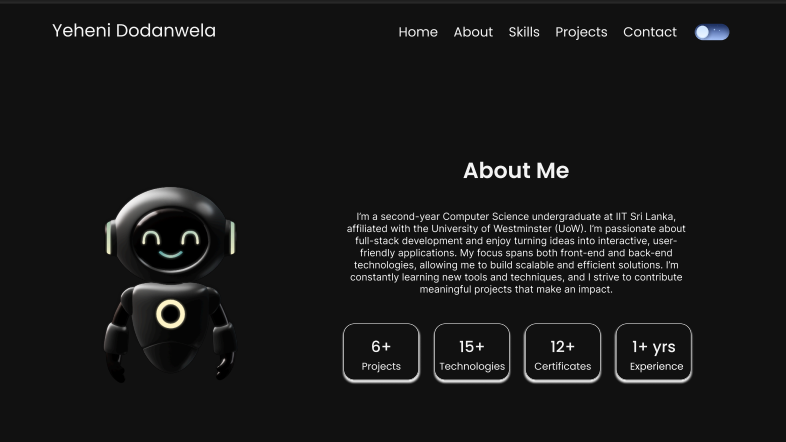 Yeheni Dodanwela
Home About Skills Projects Contact
About Me
I'm a second-year Computer Science undergraduate at IIT Sri Lanka,
affiliated with the University of Westminster (UoW). I'm passionate about
full-stack development and enjoy turning ideas into interactive, user-
friendly applications. My focus spans both front-end and back-end
technologies, allowing me to build scalable and efficient solutions. I'm
constantly learning new tools and techniques, and I strive to contribute
meaningful projects that make an impact.
6+ 15+ 12+ 1+ yrs
Projects Technologies Certificates Experience